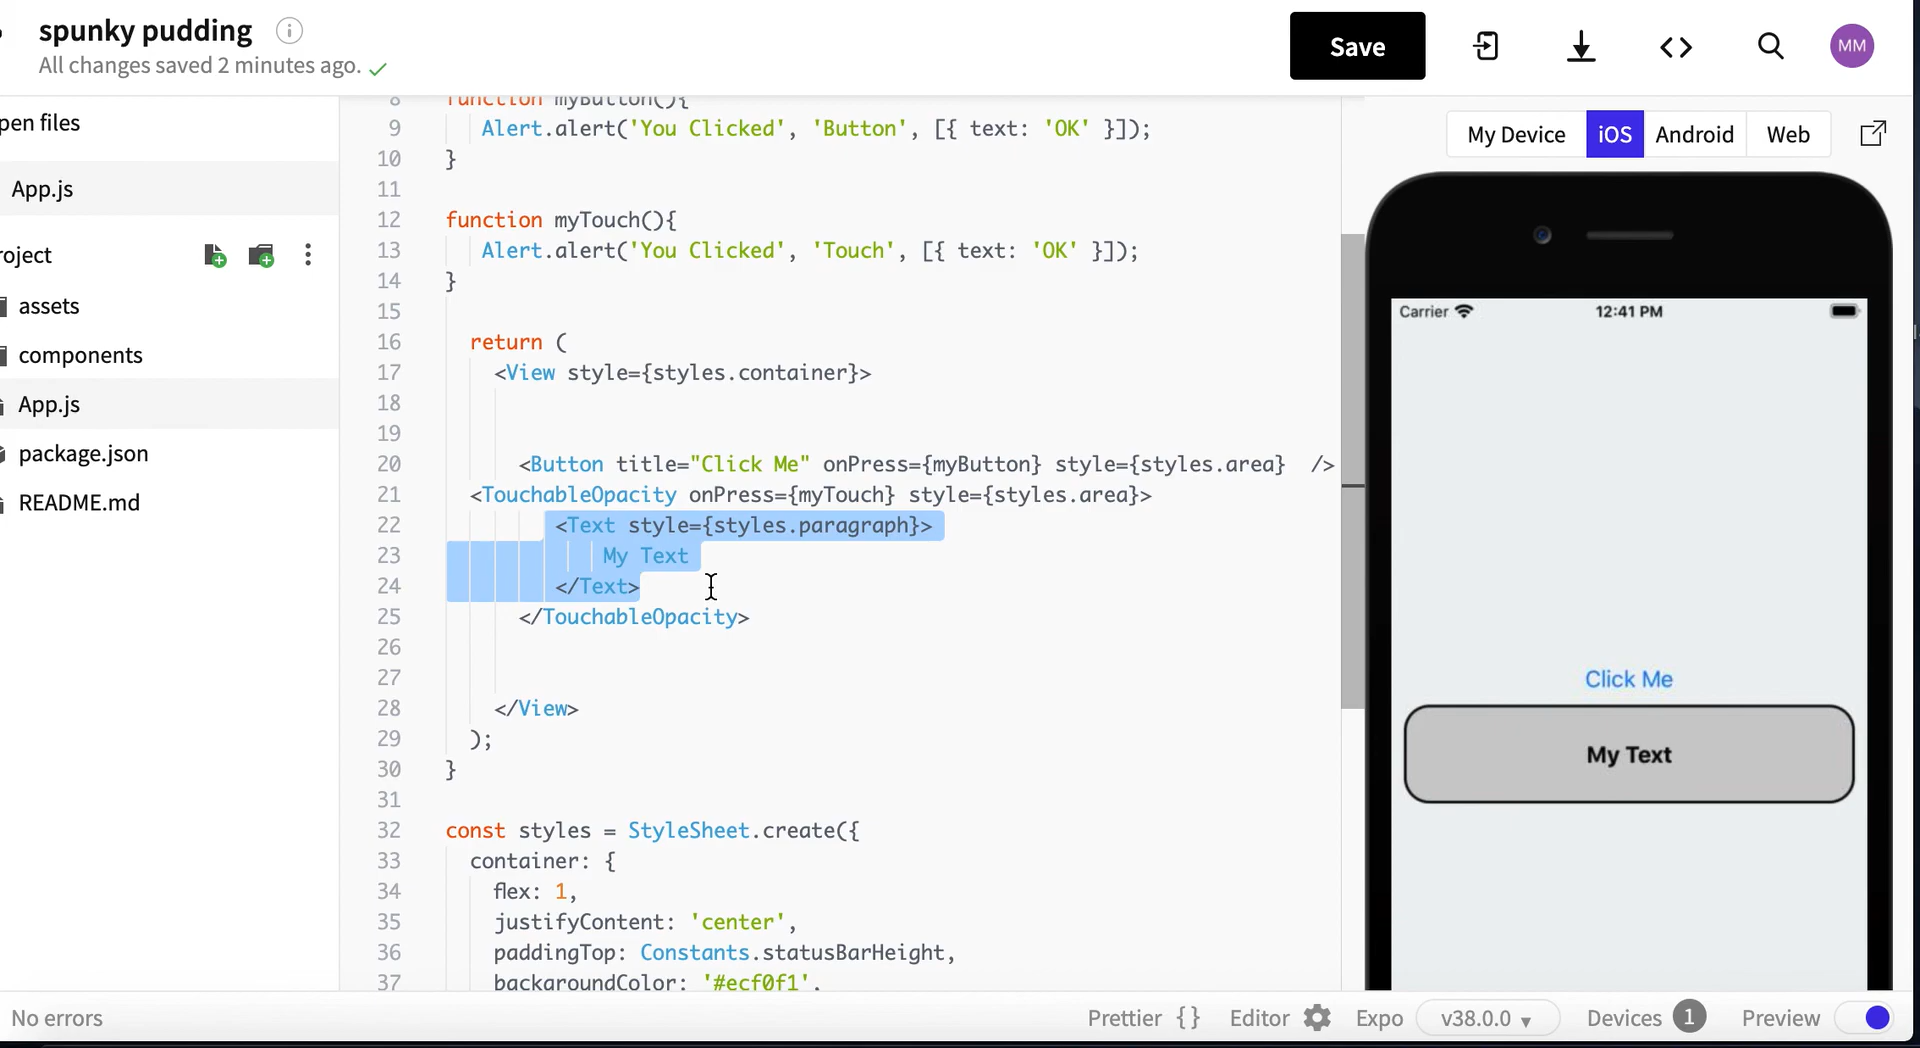 spunky pudding
All changes saved 2 minutes ago.
Save
MM
pen files
App.js
roject
assets
components
App.js
package.json
README.md
8 function myButton(){
9 Alert.alert('You Clicked', 'Button', [{ text: 'OK' }]);
10 }
11
12 function myTouch(){
13 Alert.alert('You Clicked', 'Touch', [{ text: 'OK' }]);
14 }
15
16 return (
17 <View style={styles.container}>
18
19
20 <Button title="Click Me" onPress={myButton} style={styles.area} />
21 <TouchableOpacity onPress={myTouch} style={styles.area}>
22 <Text style={styles.paragraph}>
23 My Text
24 </Text>
25 </TouchableOpacity>
26
27
28 </View>
29 );
30 }
31
32 const styles = StyleSheet.create({
33 container: {
34 flex: 1,
35 justifyContent: 'center',
36 paddingTop: Constants.statusBarHeight,
37 backgroundColor: '#ecf0f1',
My Device iOS Android Web
Carrier 12:41 PM
Click Me
My Text
No errors
Prettier {} Editor Expo v38.0.0 Devices 1 Preview